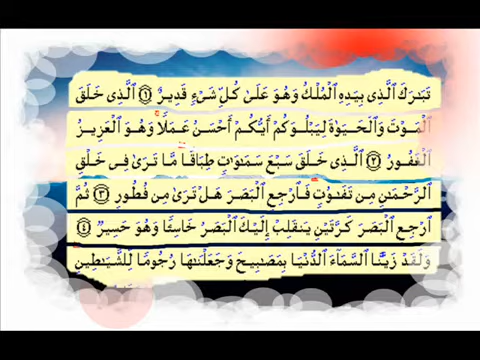 تَبَٰرَكَ ٱلَّذِى بِيَدِهِ ٱلْمُلْكُ وَهُوَ عَلَىٰ كُلِّ شَىْءٍ قَدِيرٌ ١ ٱلَّذِى خَلَقَ
ٱلْمَوْتَ وَٱلْحَيَوٰةَ لِيَبْلُوَكُمْ أَيُّكُمْ أَحْسَنُ عَمَلًا وَهُوَ ٱلْعَزِيزُ
ٱلْغَفُورُ ٢ ٱلَّذِى خَلَقَ سَبْعَ سَمَٰوَٰتٍ طِبَاقًا مَّا تَرَىٰ فِى خَلْقِ
ٱلرَّحْمَٰنِ مِن تَفَٰوُتٍ فَٱرْجِعِ ٱلْبَصَرَ هَلْ تَرَىٰ مِن فُطُورٍ ٣ ثُمَّ
ٱرْجِعِ ٱلْبَصَرَ كَرَّتَيْنِ يَنقَلِبْ إِلَيْكَ ٱلْبَصَرُ خَاسِئًا وَهُوَ حَسِيرٌ ٤
وَلَقَدْ زَيَّنَّا ٱلسَّمَآءَ ٱلدُّنْيَا بِمَصَٰبِيحَ وَجَعَلْنَٰهَا رُجُومًا لِّلشَّيَٰطِينِ